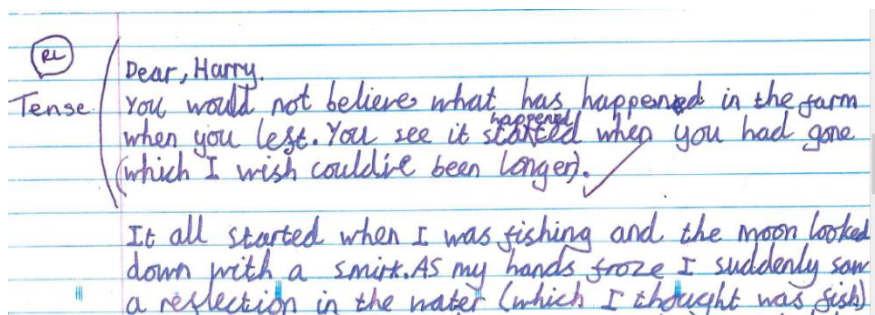 RL
Dear, Harry.
Tense. You would not believe what has happened in the farm
when you left. You see it started happened when you had gone
(which I wish could've been longer).
It all started when I was fishing and the moon looked
down with a smirk. As my hands froze I suddenly saw
a reflection in the water (which I thought was fish)